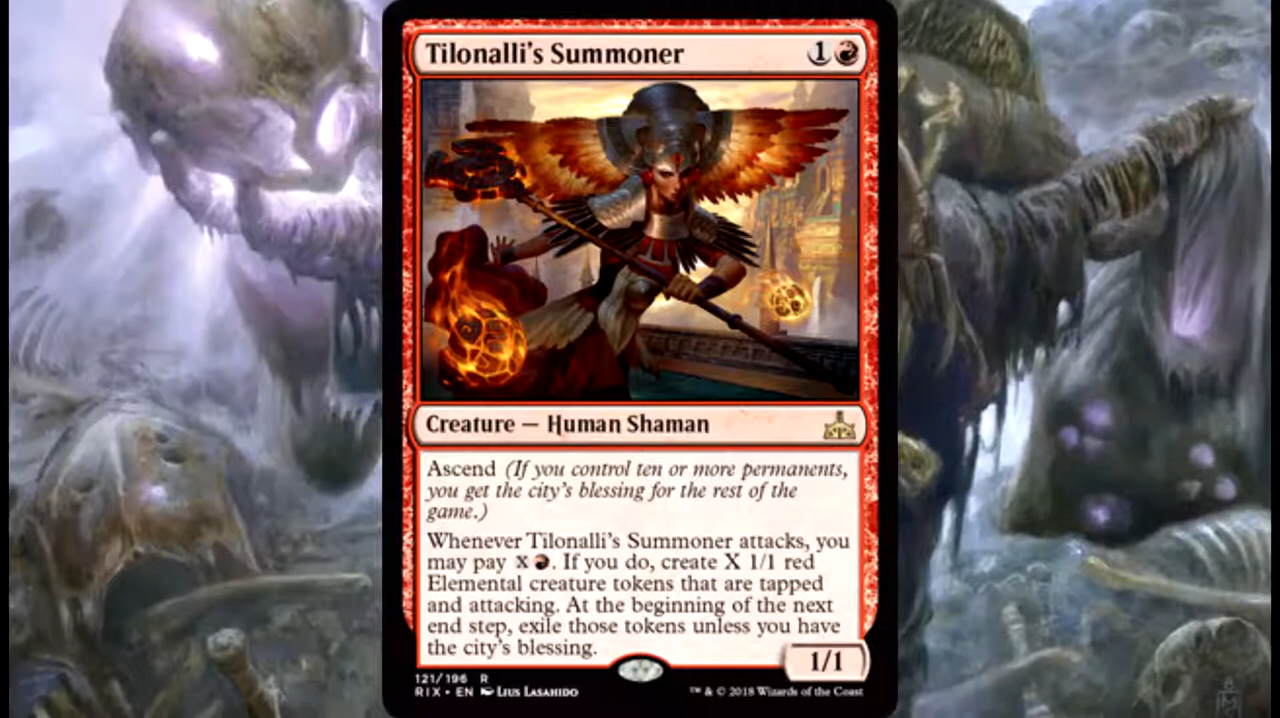 Tilonalli's Summoner 1
Creature — Human Shaman
Ascend (If you control ten or more permanents,
you get the city's blessing for the rest of the
game.)
Whenever Tilonalli's Summoner attacks, you
may pay X . If you do, create X 1/1 red
Elemental creature tokens that are tapped
and attacking. At the beginning of the next
end step, exile those tokens unless you have
the city's blessing.
1/1
121/196 R
RIX • EN Lius Lasahido
™ & © 2018 Wizards of the Coast